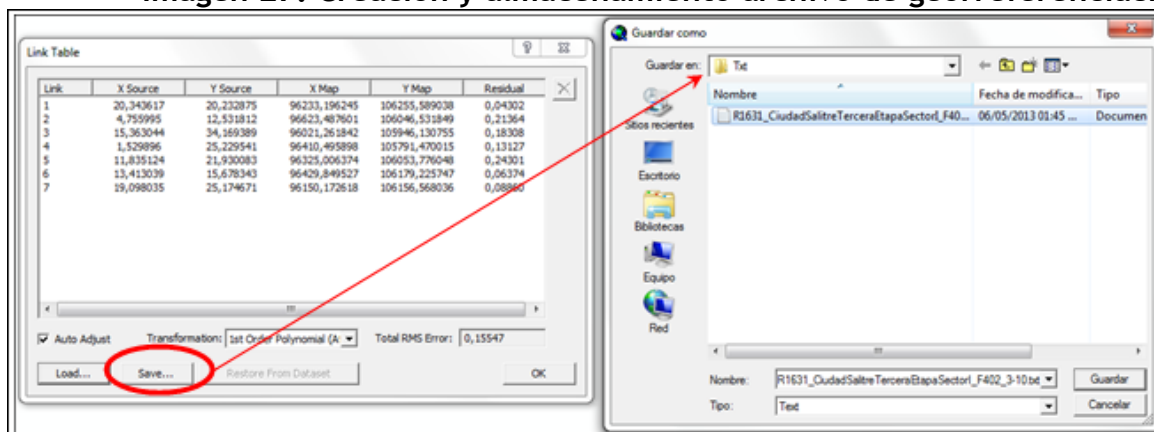 Imagen 27: Creación y almacenamiento archivo de georreferenciac
Link Table
Link X Source Y Source X Map Y Map Residual
1 20,343617 20,232875 96233,196245 106255,589038 0,04302
2 4,755995 12,531812 96623,487601 106046,531849 0,21364
3 15,363044 34,169389 96021,261842 105946,130755 0,18308
4 1,529896 25,229541 96410,495898 105791,470015 0,13127
5 11,835124 21,930083 96325,006374 106053,776048 0,24301
6 13,413039 15,678343 96429,849527 106179,225747 0,06374
7 19,098035 25,174671 96150,172618 106156,568036 0,08860
Auto Adjust Transformation: 1st Order Polynomial (A Total RMS Error: 0,15547
Load... Save... Restore From Dataset OK
Guardar como
Guardar en: Txt
Nombre Fecha de modifica... Tipo
R1631_CiudadSalitreTerceraEtapaSectorI_F40... 06/05/2013 01:45 ... Documen
Sitios recientes
Escritorio
Bibliotecas
Equipo
Red
Nombre: R1631_CiudadSalitreTerceraEtapaSectorI_F402_3-10.txt Guardar
Tipo: Text Cancelar